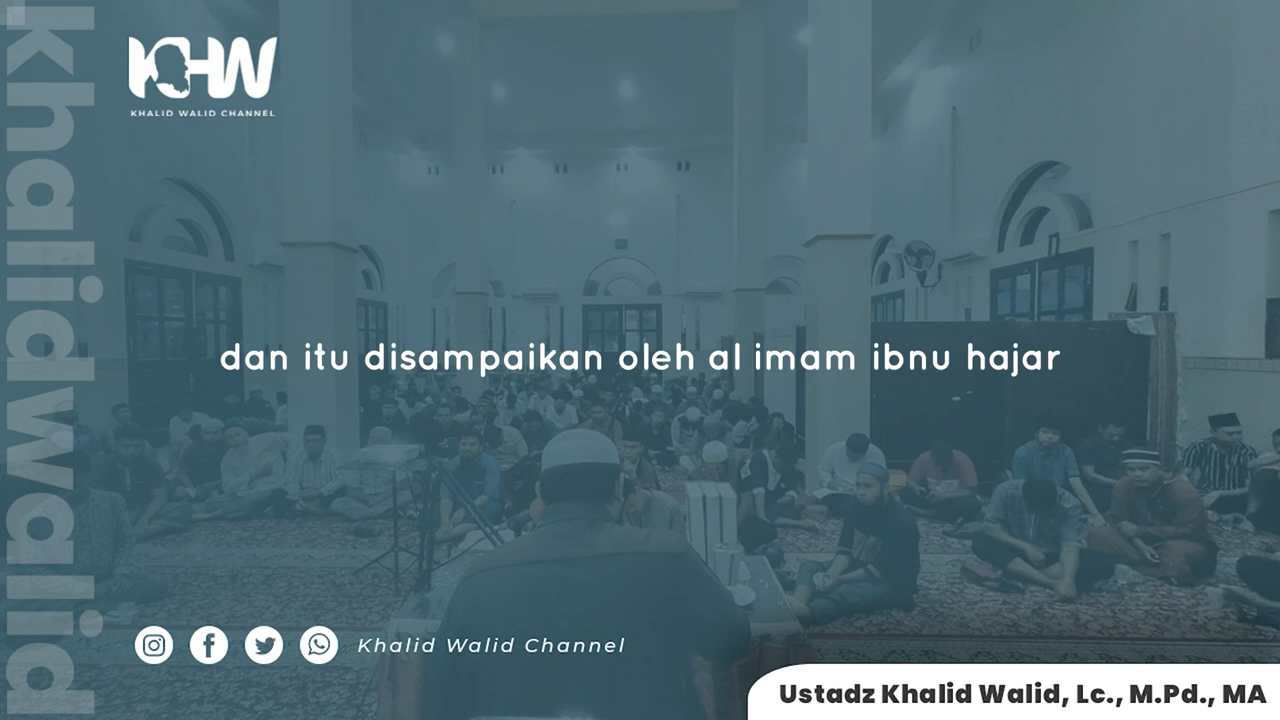 khalidwalid
KHW
KHALID WALID CHANNEL
dan itu disampaikan oleh al imam ibnu hajar
Khalid Walid Channel
Ustadz Khalid Walid, Lc., M.Pd., MA